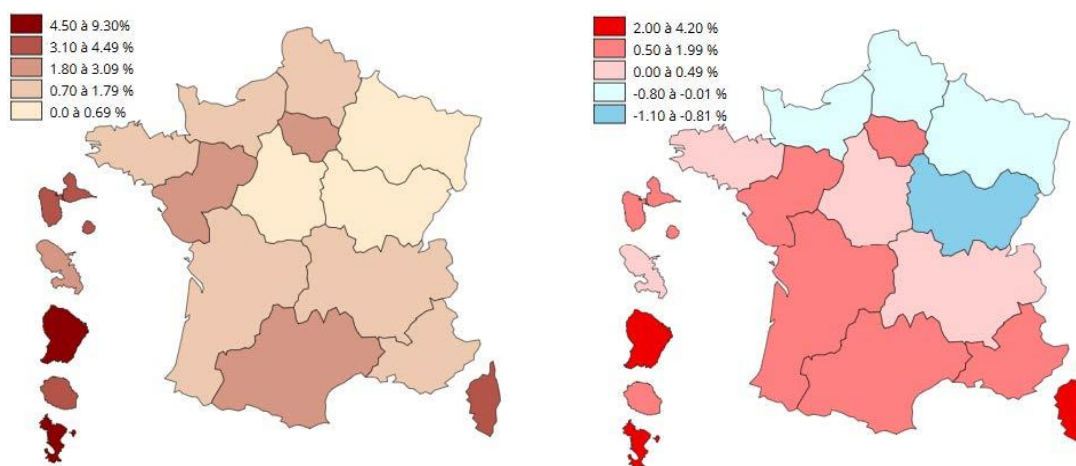 4.50 à 9.30%
3.10 à 4.49 %
1.80 à 3.09 %
0.70 à 1.79 %
0.0 à 0.69 %
2.00 à 4.20 %
0.50 à 1.99 %
0.00 à 0.49 %
-0.80 à -0.01 %
-1.10 à -0.81 %